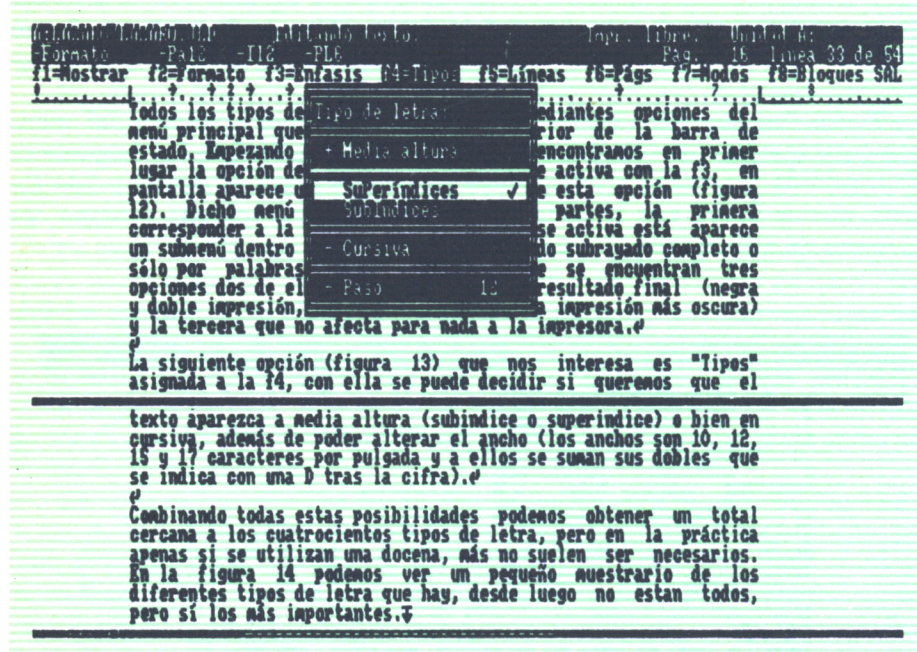 Editando Texto. Impr. libre. Unidad A:
-Formato -Pa12 -I12 -PL6 Pág. 16 línea 33 de 54
f1=Mostrar f2=Formato f3=Enfasis f4=Tipos f5=Líneas f6=Págs f7=Modos f8=Bloques SAL
Todos los tipos de ediantes opciones del
menú principal que rior de la barra de
estado. Empezando encontramos en primer
lugar la opción de e activa con la f3, en
pantalla aparece u e esta opción (figura
12). Dicho menú partes, la primera
corresponder a la se activa está aparece
un submenú dentro do subrayado completo o
sólo por palabras e se encuentran tres
opciones dos de el resultado final (negra
y doble impresión, a impresión más oscura)
y la tercera que no afecta para nada a la impresora.
Tipo de letra:
+ Media altura
SuPeríndices ✓
SubIndices
- Cursiva
- Paso 12
La siguiente opción (figura 13) que nos interesa es "Tipos"
asignada a la f4, con ella se puede decidir si queremos que el
texto aparezca a media altura (subindice o superindice) o bien en
cursiva, además de poder alterar el ancho (los anchos son 10, 12,
15 y 17 caracteres por pulgada y a ellos se suman sus dobles que
se indica con una D tras la cifra).
Combinando todas estas posibilidades podemos obtener un total
cercana a los cuatrocientos tipos de letra, pero en la práctica
apenas si se utilizan una docena, más no suelen ser necesarios.
En la figura 14 podemos ver un pequeño muestrario de los
diferentes tipos de letra que hay, desde luego no estan todos,
pero sí los más importantes.